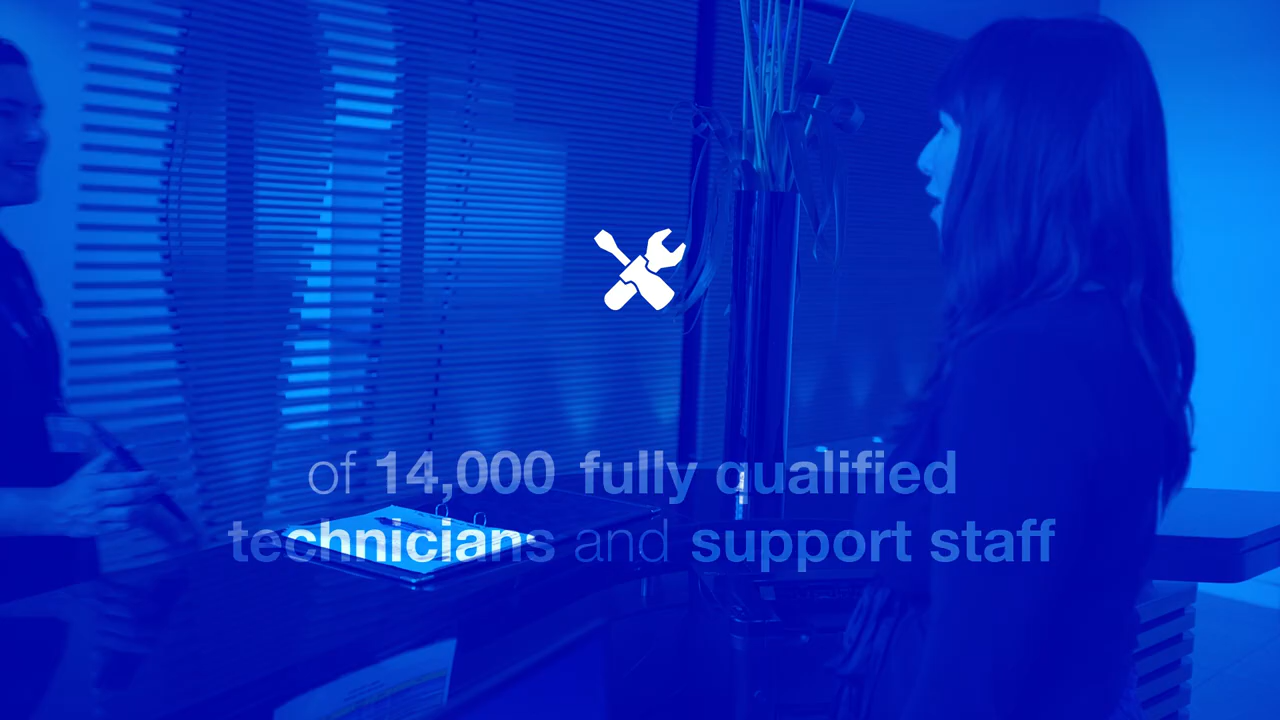 of 14,000 fully qualified
technicians and support staff